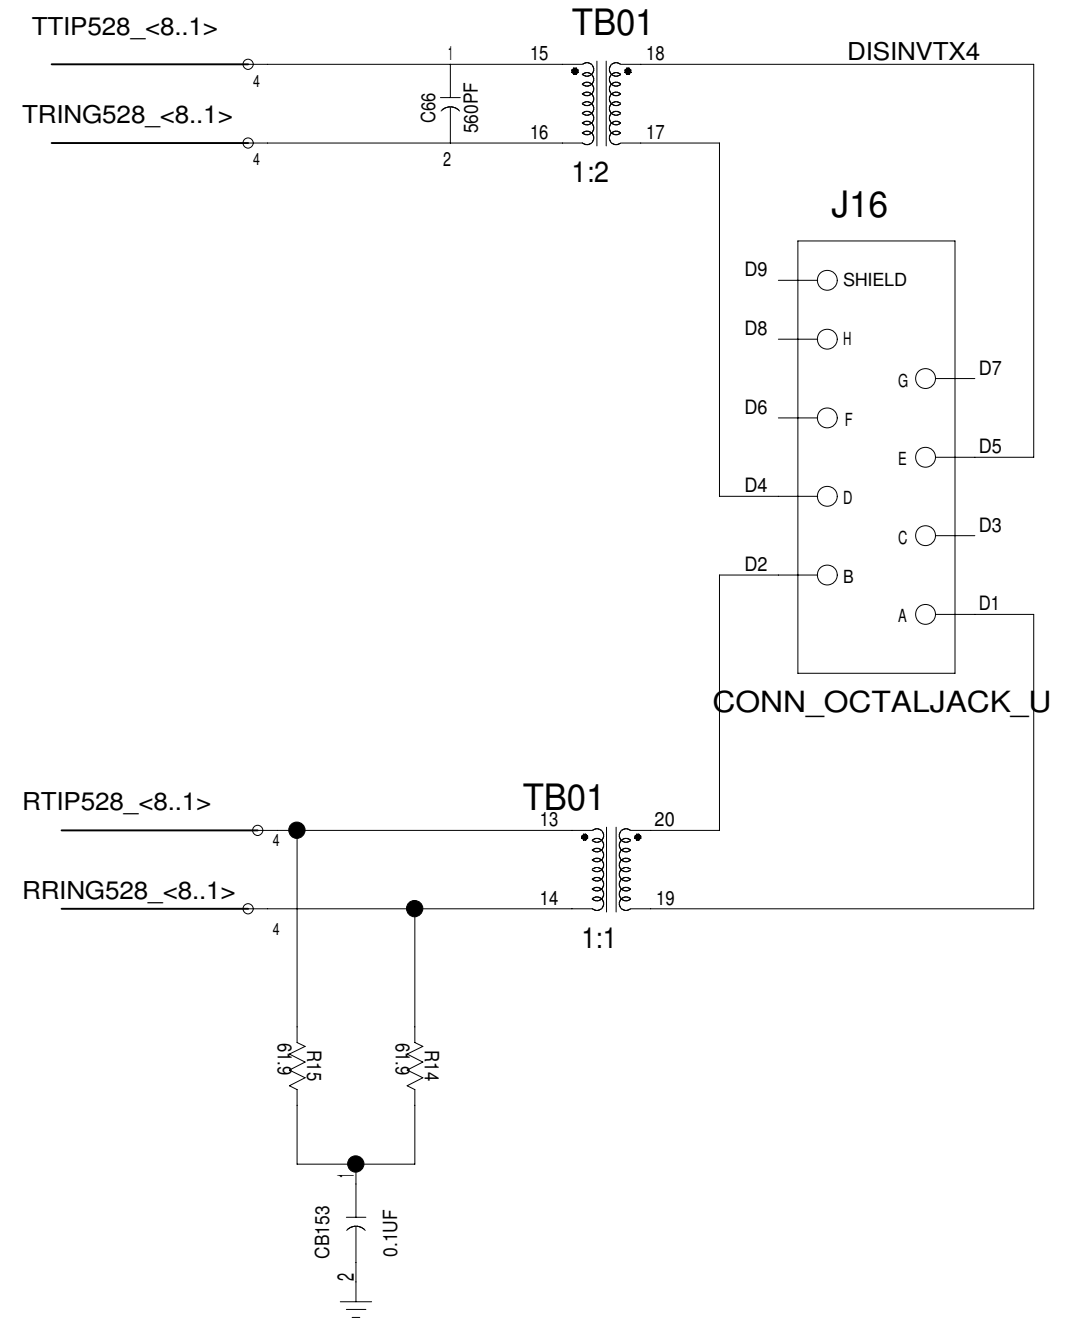 TTIP528_<8..1>
TB01
1
15
18
DISINVTX4
4
C66
560PF
TRING528_<8..1>
16
17
4
2
1:2
J16
D9
SHIELD
D8
H
G
D7
D6
F
E
D5
D4
D
C
D3
D2
B
A
D1
CONN_OCTALJACK_U
RTIP528_<8..1>
TB01
13
20
4
RRING528_<8..1>
14
19
4
1:1
61.9
R15
61.9
R14
1
CB153
0.1UF
2